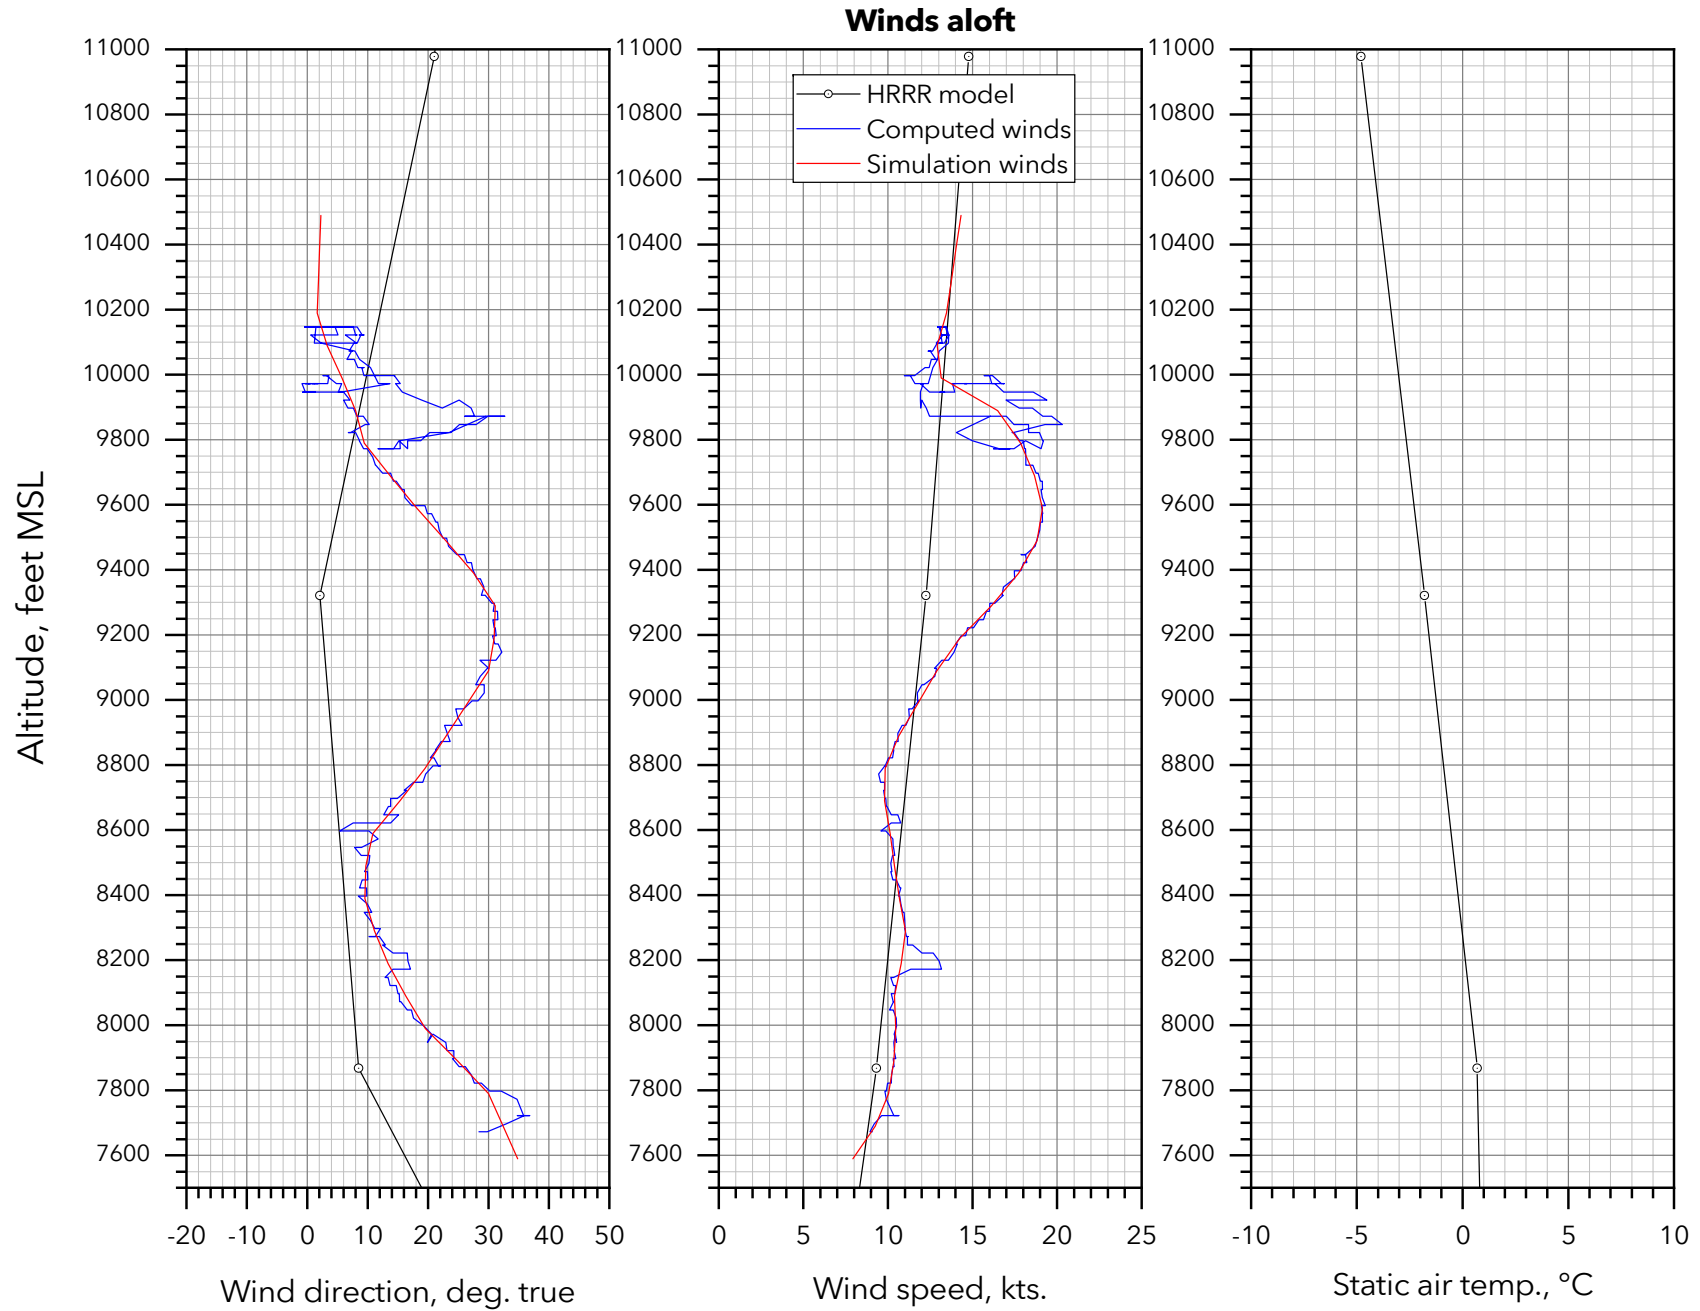 Winds aloft
11000 11000 11000
HRRR model
10800 10800 10800
Computed winds
Simulation winds
10600 10600 10600
10400 10400 10400
10200 10200 10200
10000 10000 10000
9800 9800 9800
9600 9600 9600
9400 9400 9400
9200 9200 9200
9000 9000 9000
8800 8800 8800
8600 8600 8600
8400 8400 8400
8200 8200 8200
8000 8000 8000
7800 7800 7800
7600 7600 7600
Altitude, feet MSL
-20 -10 0 10 20 30 40 50 0 5 10 15 20 25 -10 -5 0 5 10
Wind direction, deg. true
Wind speed, kts.
Static air temp., °C